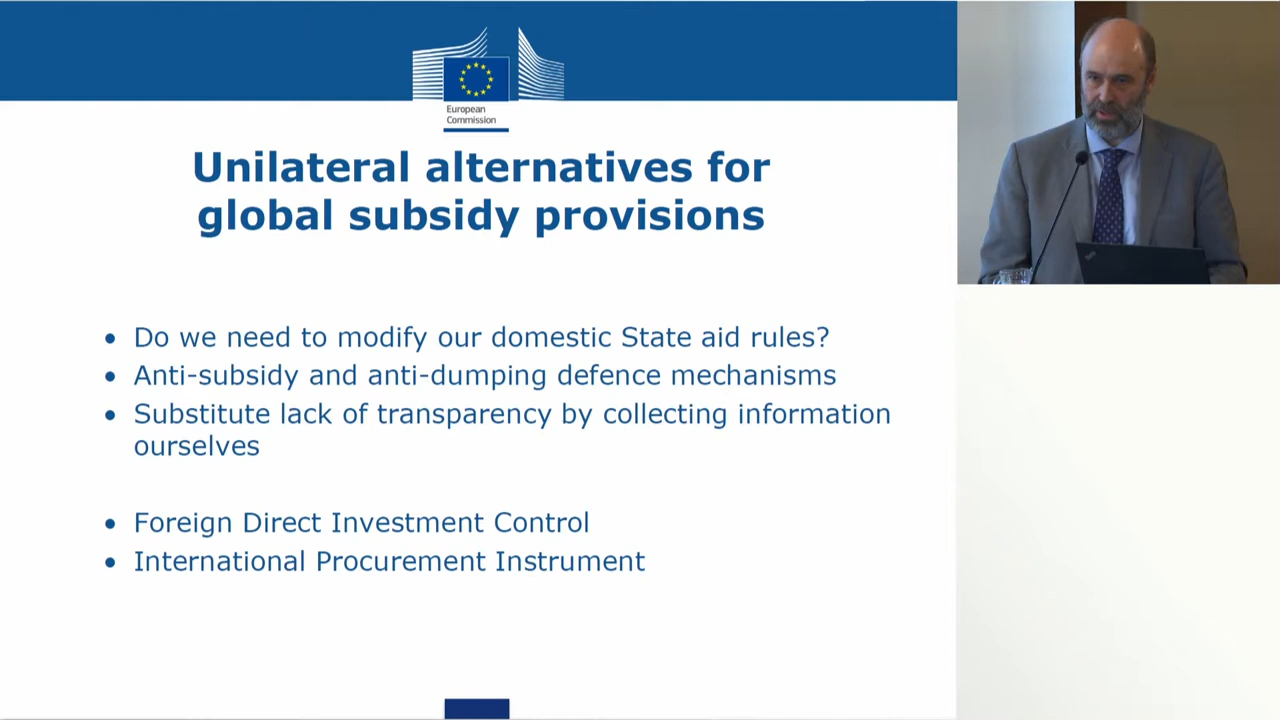 European
Commission
Unilateral alternatives for
global subsidy provisions
• Do we need to modify our domestic State aid rules?
• Anti-subsidy and anti-dumping defence mechanisms
• Substitute lack of transparency by collecting information
ourselves
• Foreign Direct Investment Control
• International Procurement Instrument